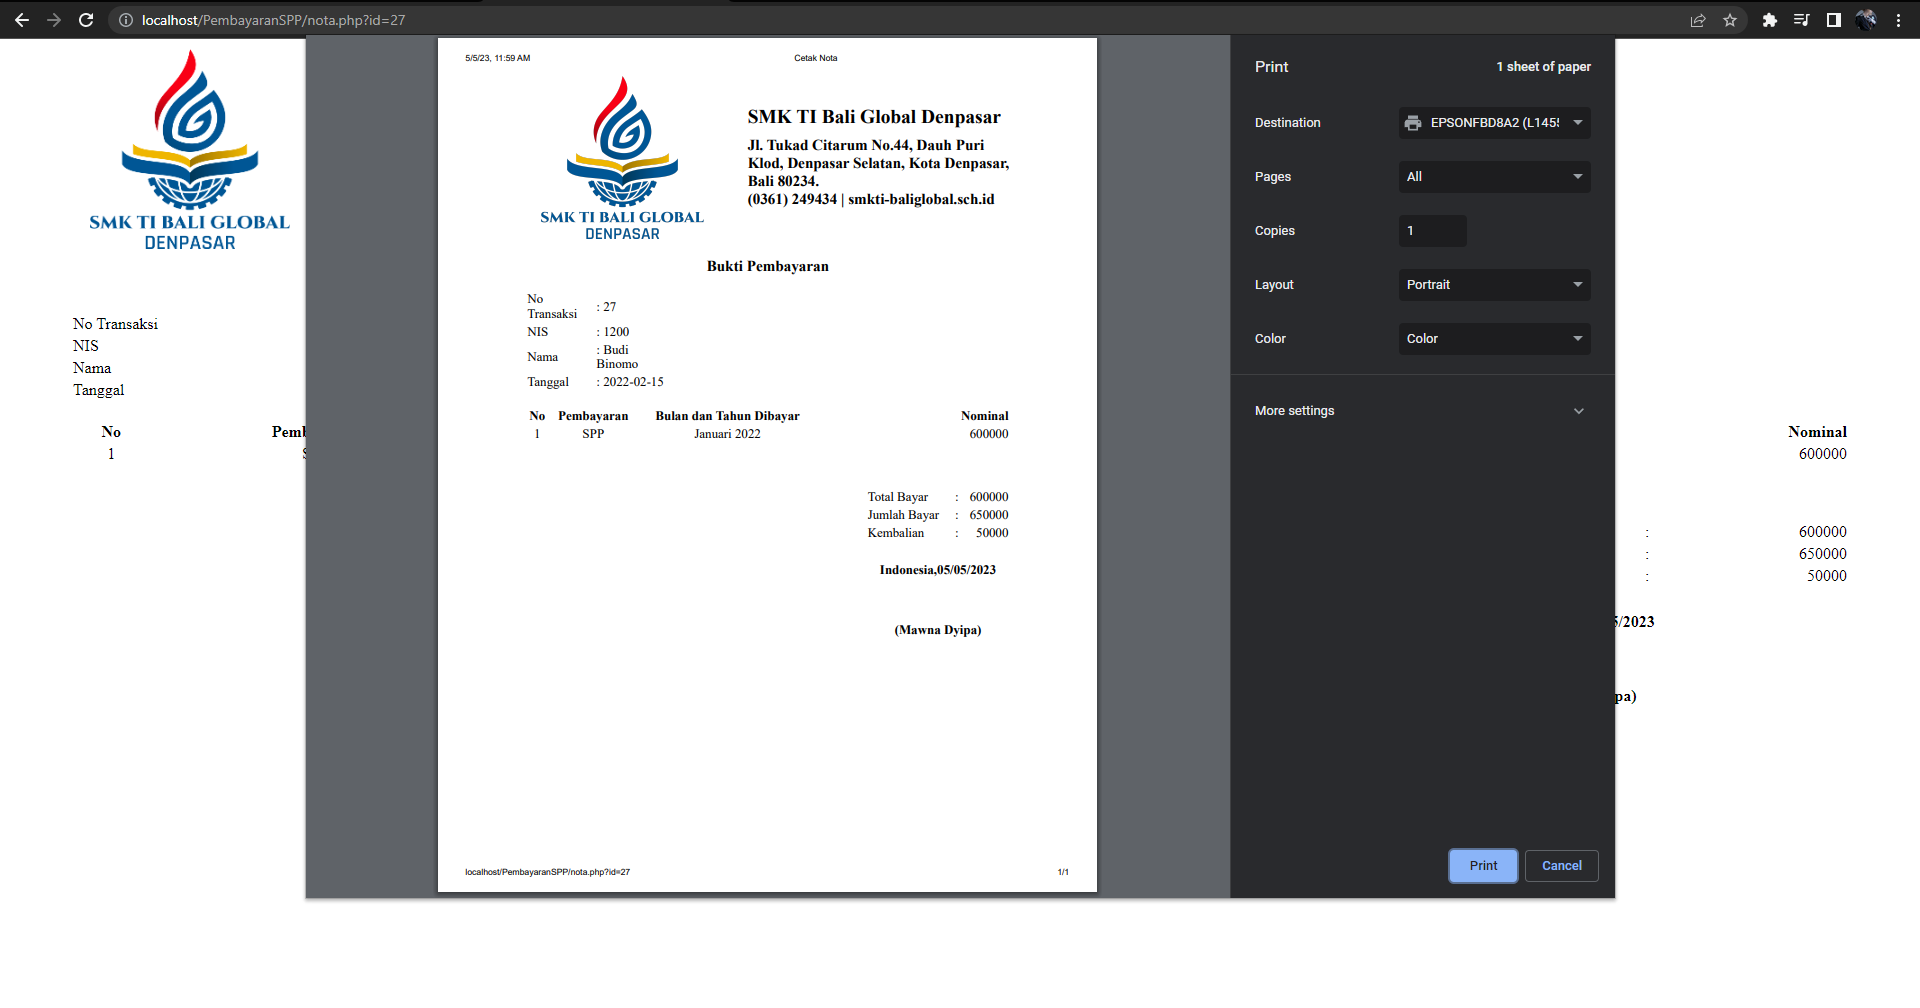 localhost/PembayaranSPP/nota.php?id=27
SMK TI BALI GLOBAL
DENPASAR
No Transaksi
NIS
Nama
Tanggal
No
1
5/5/23, 11:59 AM
Cetak Nota
SMK TI BALI GLOBAL
DENPASAR
SMK TI Bali Global Denpasar
Jl. Tukad Citarum No.44, Dauh Puri
Klod, Denpasar Selatan, Kota Denpasar,
Bali 80234.
(0361) 249434 | smkti-baliglobal.sch.id
Bukti Pembayaran
No
Transaksi : 27
NIS : 1200
Nama : Budi
Binomo
Tanggal : 2022-02-15
No Pembayaran Bulan dan Tahun Dibayar Nominal
1 SPP Januari 2022 600000
Total Bayar : 600000
Jumlah Bayar : 650000
Kembalian : 50000
Indonesia,05/05/2023
(Mawna Dyipa)
localhost/PembayaranSPP/nota.php?id=27
1/1
Print
1 sheet of paper
Destination EPSONFBD8A2 (L145
Pages All
Copies 1
Layout Portrait
Color Color
More settings
Print Cancel
Nominal
600000
: 600000
: 650000
: 50000
/2023
pa)